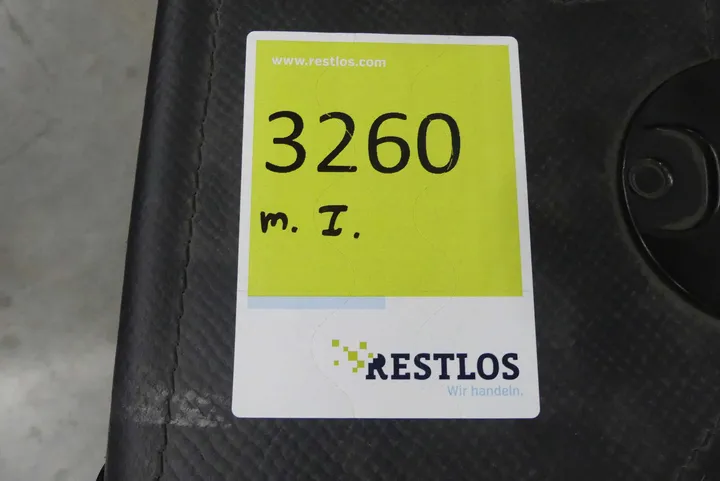 www.restlos.com
3260
m. I.
RESTLOS
Wir handeln.